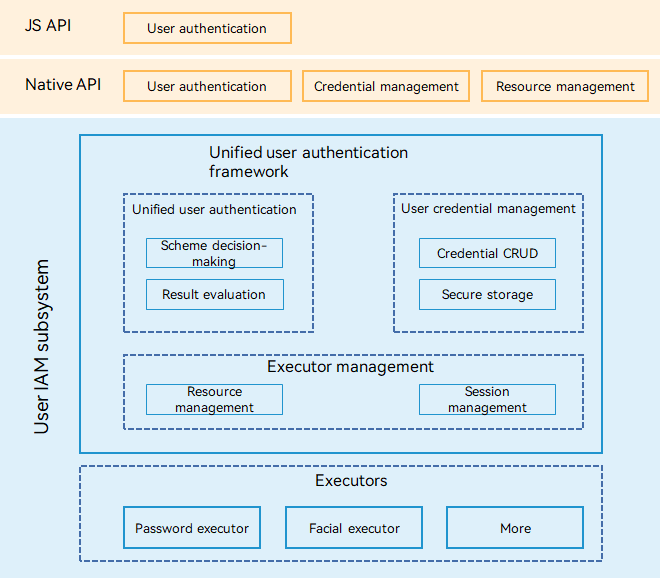 JS API
User authentication
Native API
User authentication
Credential management
Resource management
User IAM subsystem
Unified user authentication
framework
Unified user authentication
Scheme decision-
making
Result evaluation
User credential management
Credential CRUD
Secure storage
Executor management
Resource
management
Session
management
Executors
Password executor
Facial executor
More